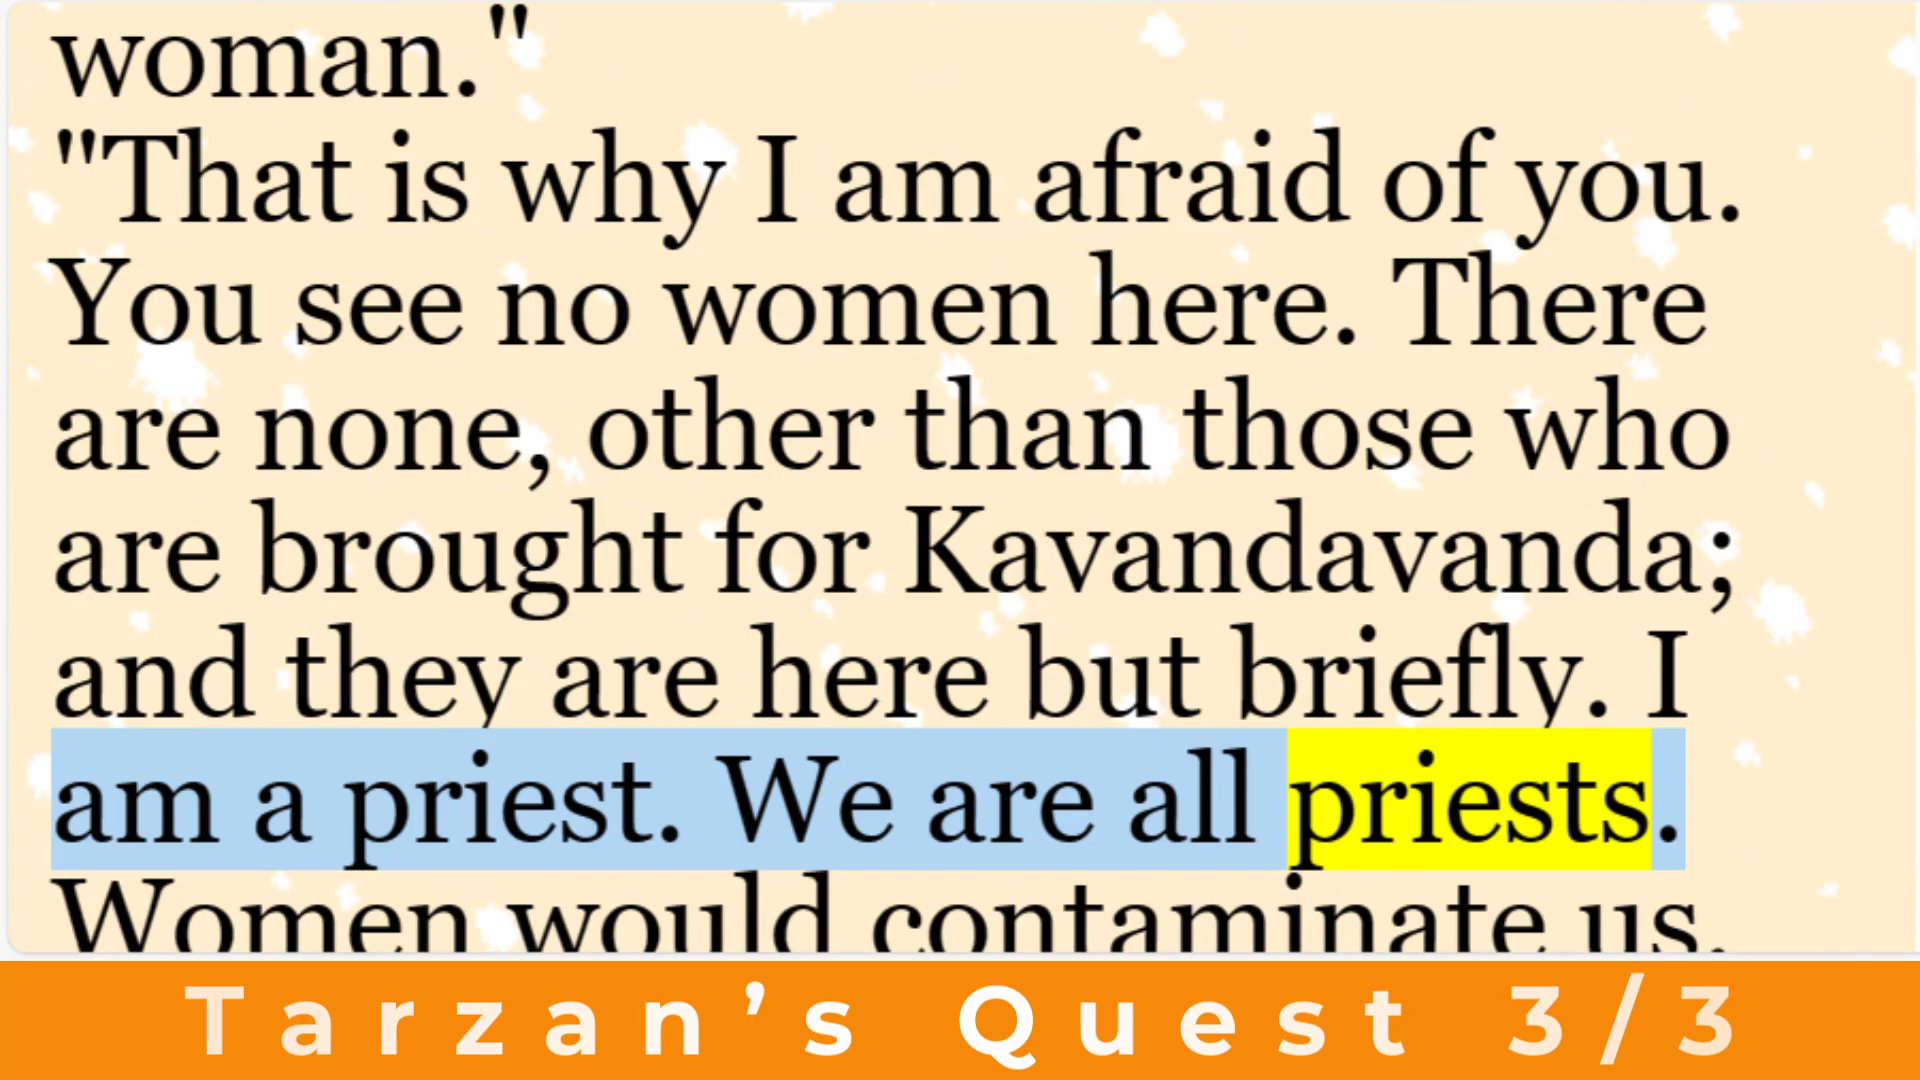 woman."
"That is why I am afraid of you.
You see no women here. There
are none, other than those who
are brought for Kavandavanda;
and they are here but briefly. I
am a priest. We are all priests.
Women would contaminate us.
Tarzan’s Quest 3/3